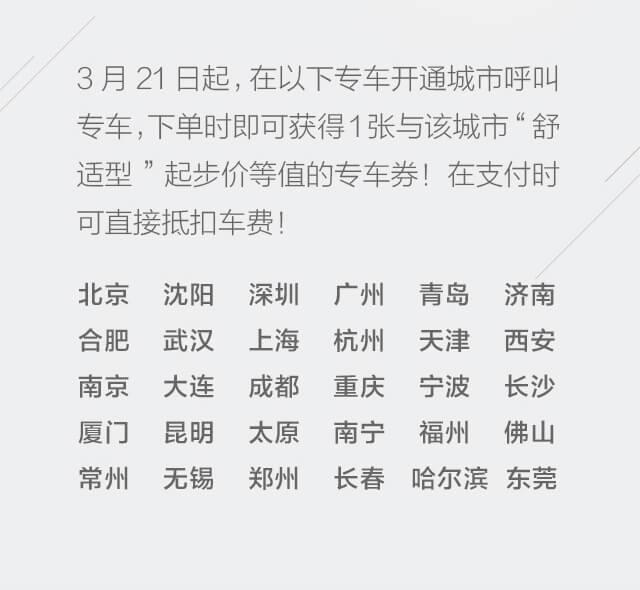 3月21日起，在以下专车开通城市呼叫
专车，下单时即可获得1张与该城市“舒
适型”起步价等值的专车券！在支付时
可直接抵扣车费！
北京 沈阳 深圳 广州 青岛 济南
合肥 武汉 上海 杭州 天津 西安
南京 大连 成都 重庆 宁波 长沙
厦门 昆明 太原 南宁 福州 佛山
常州 无锡 郑州 长春 哈尔滨 东莞